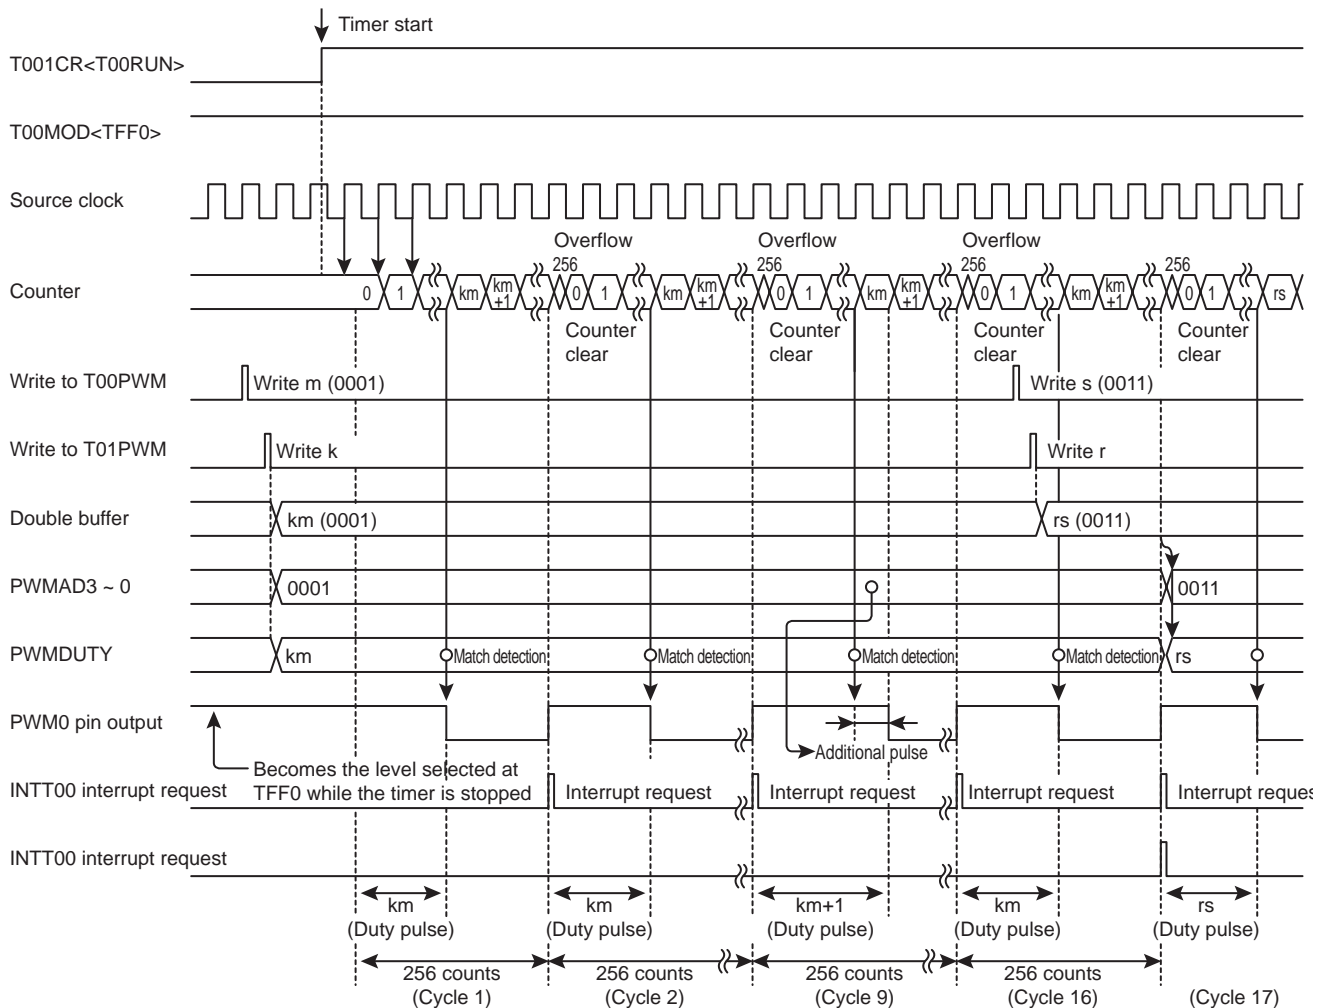 Timer start
T001CR<T00RUN>
T00MOD<TFF0>
Source clock
Overflow Overflow Overflow
256 256 256 256
Counter 0 1 km km+1 0 1 km km+1 0 1 km km+1 0 1 km km+1 0 1 rs
Counter clear Counter clear Counter clear Counter clear
Write to T00PWM Write m (0001) Write s (0011)
Write to T01PWM Write k Write r
Double buffer km (0001) rs (0011)
PWMAD3 ~ 0 0001 0011
PWMDUTY km Match detection Match detection Match detection Match detection rs
PWM0 pin output
Additional pulse
Becomes the level selected at
TFF0 while the timer is stopped
INTT00 interrupt request Interrupt request Interrupt request Interrupt request Interrupt reques
INTT00 interrupt request
km km km+1 km rs
(Duty pulse) (Duty pulse) (Duty pulse) (Duty pulse) (Duty pulse)
256 counts 256 counts 256 counts 256 counts
(Cycle 1) (Cycle 2) (Cycle 9) (Cycle 16) (Cycle 17)